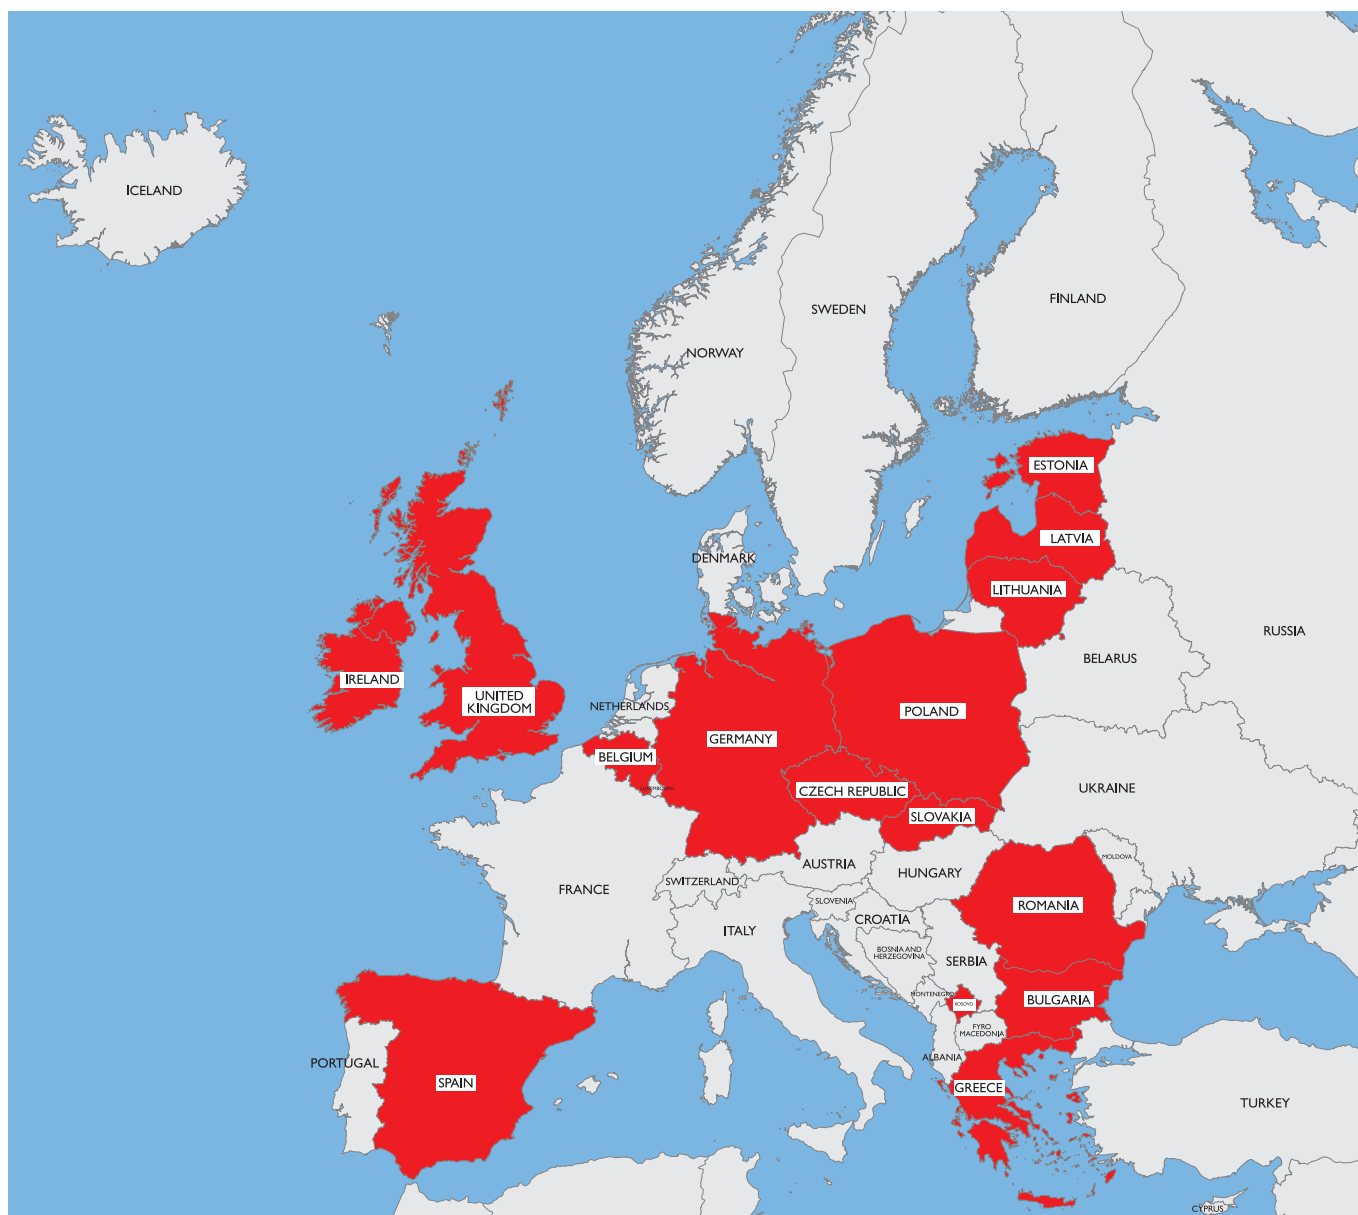 ICELAND
FINLAND
SWEDEN
NORWAY
ESTONIA
LATVIA
DENMARK
LITHUANIA
RUSSIA
BELARUS
IRELAND
UNITED
KINGDOM
NETHERLANDS
POLAND
GERMANY
BELGIUM
LUXEMBOURG
CZECH REPUBLIC
UKRAINE
SLOVAKIA
MOLDOVA
AUSTRIA
HUNGARY
SWITZERLAND
FRANCE
SLOVENIA
ROMANIA
CROATIA
ITALY
BOSNIA AND
HERZEGOVINA
SERBIA
MONTENEGRO
BULGARIA
KOSOVO
FYRO
MACEDONIA
ALBANIA
PORTUGAL
SPAIN
GREECE
TURKEY
CYPRUS